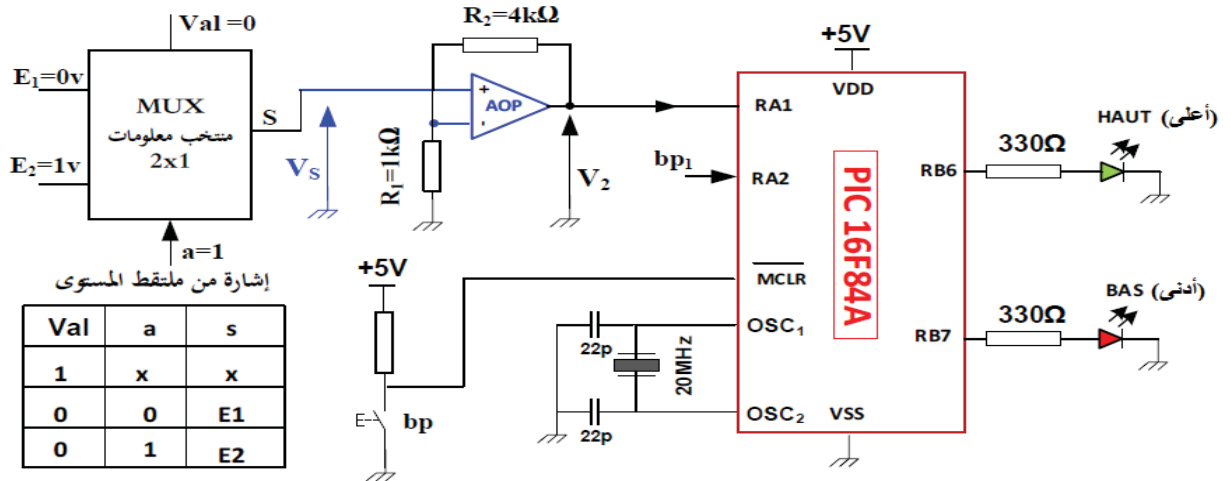 Val =0
E₁=0v
E₂=1v
MUX
منتخب معلومات
2x1
S
a=1
إشارة من ملتقط المستوى
Val a s
1 x x
0 0 E1
0 1 E2
V_S
R₂=4kΩ
R₁=1kΩ
+
-
AOP
V₂
bp₁
+5V
bp
22p
22p
20MHz
+5V
VDD
RA1
RA2
M̅C̅L̅R̅
OSC₁
OSC₂
VSS
PIC 16F84A
RB6
RB7
330Ω
HAUT (أعلى)
330Ω
BAS (أدنى)